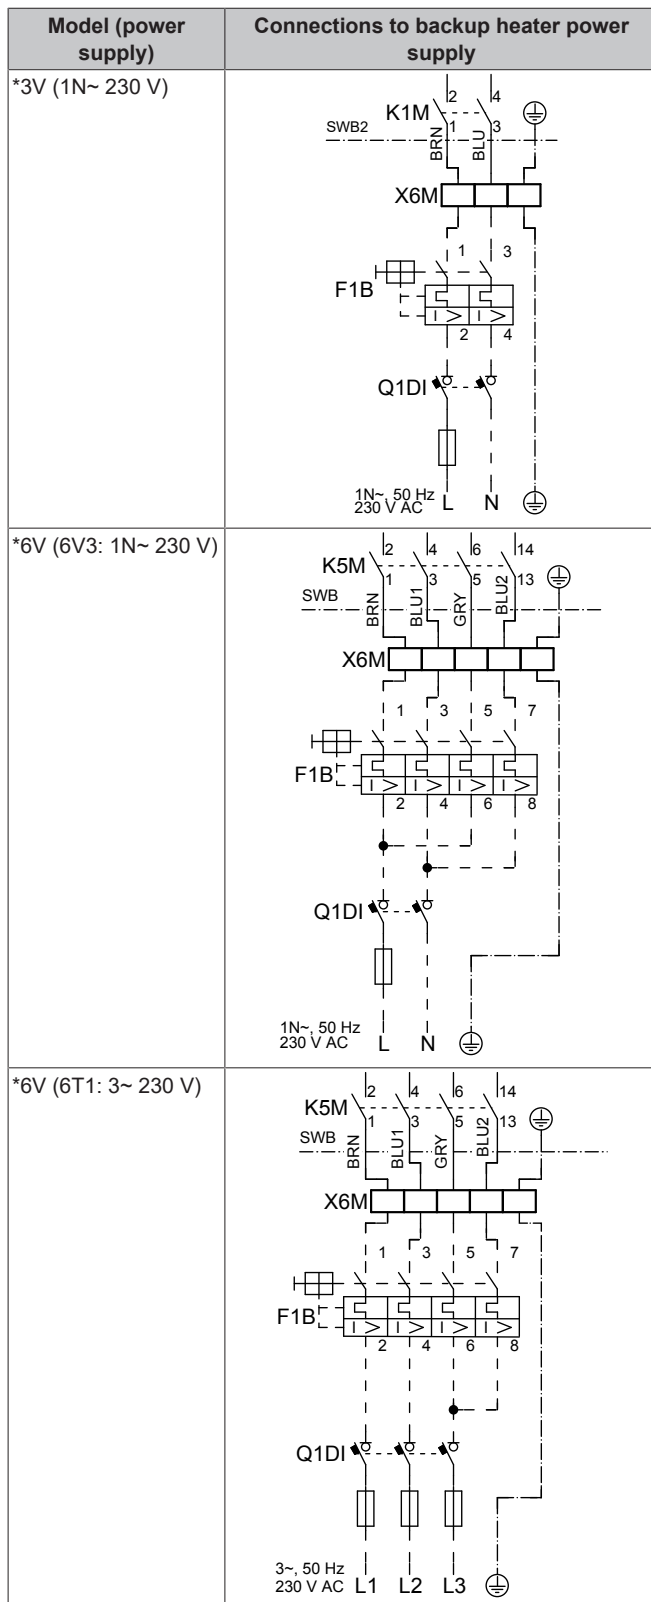 Model (power supply)
Connections to backup heater power supply
*3V (1N~ 230 V)
2 4
K1M
1 3
SWB2
BRN BLU
X6M
1 3
F1B
I > I >
2 4
Q1DI
1N~, 50 Hz
230 V AC L N
*6V (6V3: 1N~ 230 V)
2 4 6 14
K5M
1 3 5 13
SWB
BRN BLU1 GRY BLU2
X6M
1 3 5 7
F1B
I > I > I > I >
2 4 6 8
Q1DI
1N~, 50 Hz
230 V AC L N
*6V (6T1: 3~ 230 V)
2 4 6 14
K5M
1 3 5 13
SWB
BRN BLU1 GRY BLU2
X6M
1 3 5 7
F1B
I > I > I > I >
2 4 6 8
Q1DI
3~, 50 Hz
230 V AC L1 L2 L3